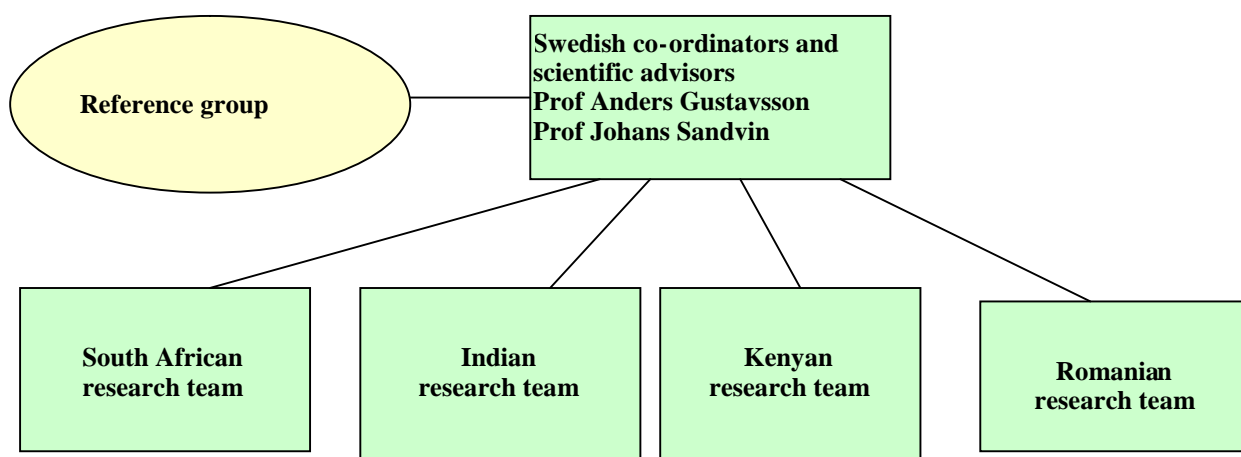 Reference group
Swedish co-ordinators and
scientific advisors
Prof Anders Gustavsson
Prof Johans Sandvin
South African
research team
Indian
research team
Kenyan
research team
Romanian
research team